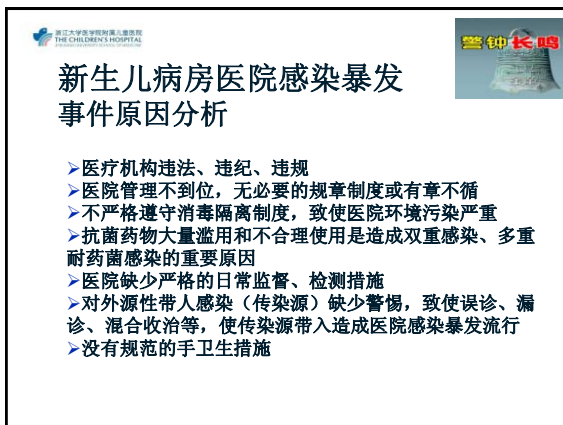 浙江大学医学院附属儿童医院
THE CHILDREN'S HOSPITAL
ZHEJIANG UNIVERSITY SCHOOL OF MEDICINE
警钟长鸣
新生儿病房医院感染暴发
事件原因分析
➢医疗机构违法、违纪、违规
➢医院管理不到位，无必要的规章制度或有章不循
➢不严格遵守消毒隔离制度，致使医院环境污染严重
➢抗菌药物大量滥用和不合理使用是造成双重感染、多重
耐药菌感染的重要原因
➢医院缺少严格的日常监督、检测措施
➢对外源性带人感染（传染源）缺少警惕，致使误诊、漏
诊、混合收治等，使传染源带入造成医院感染暴发流行
➢没有规范的手卫生措施